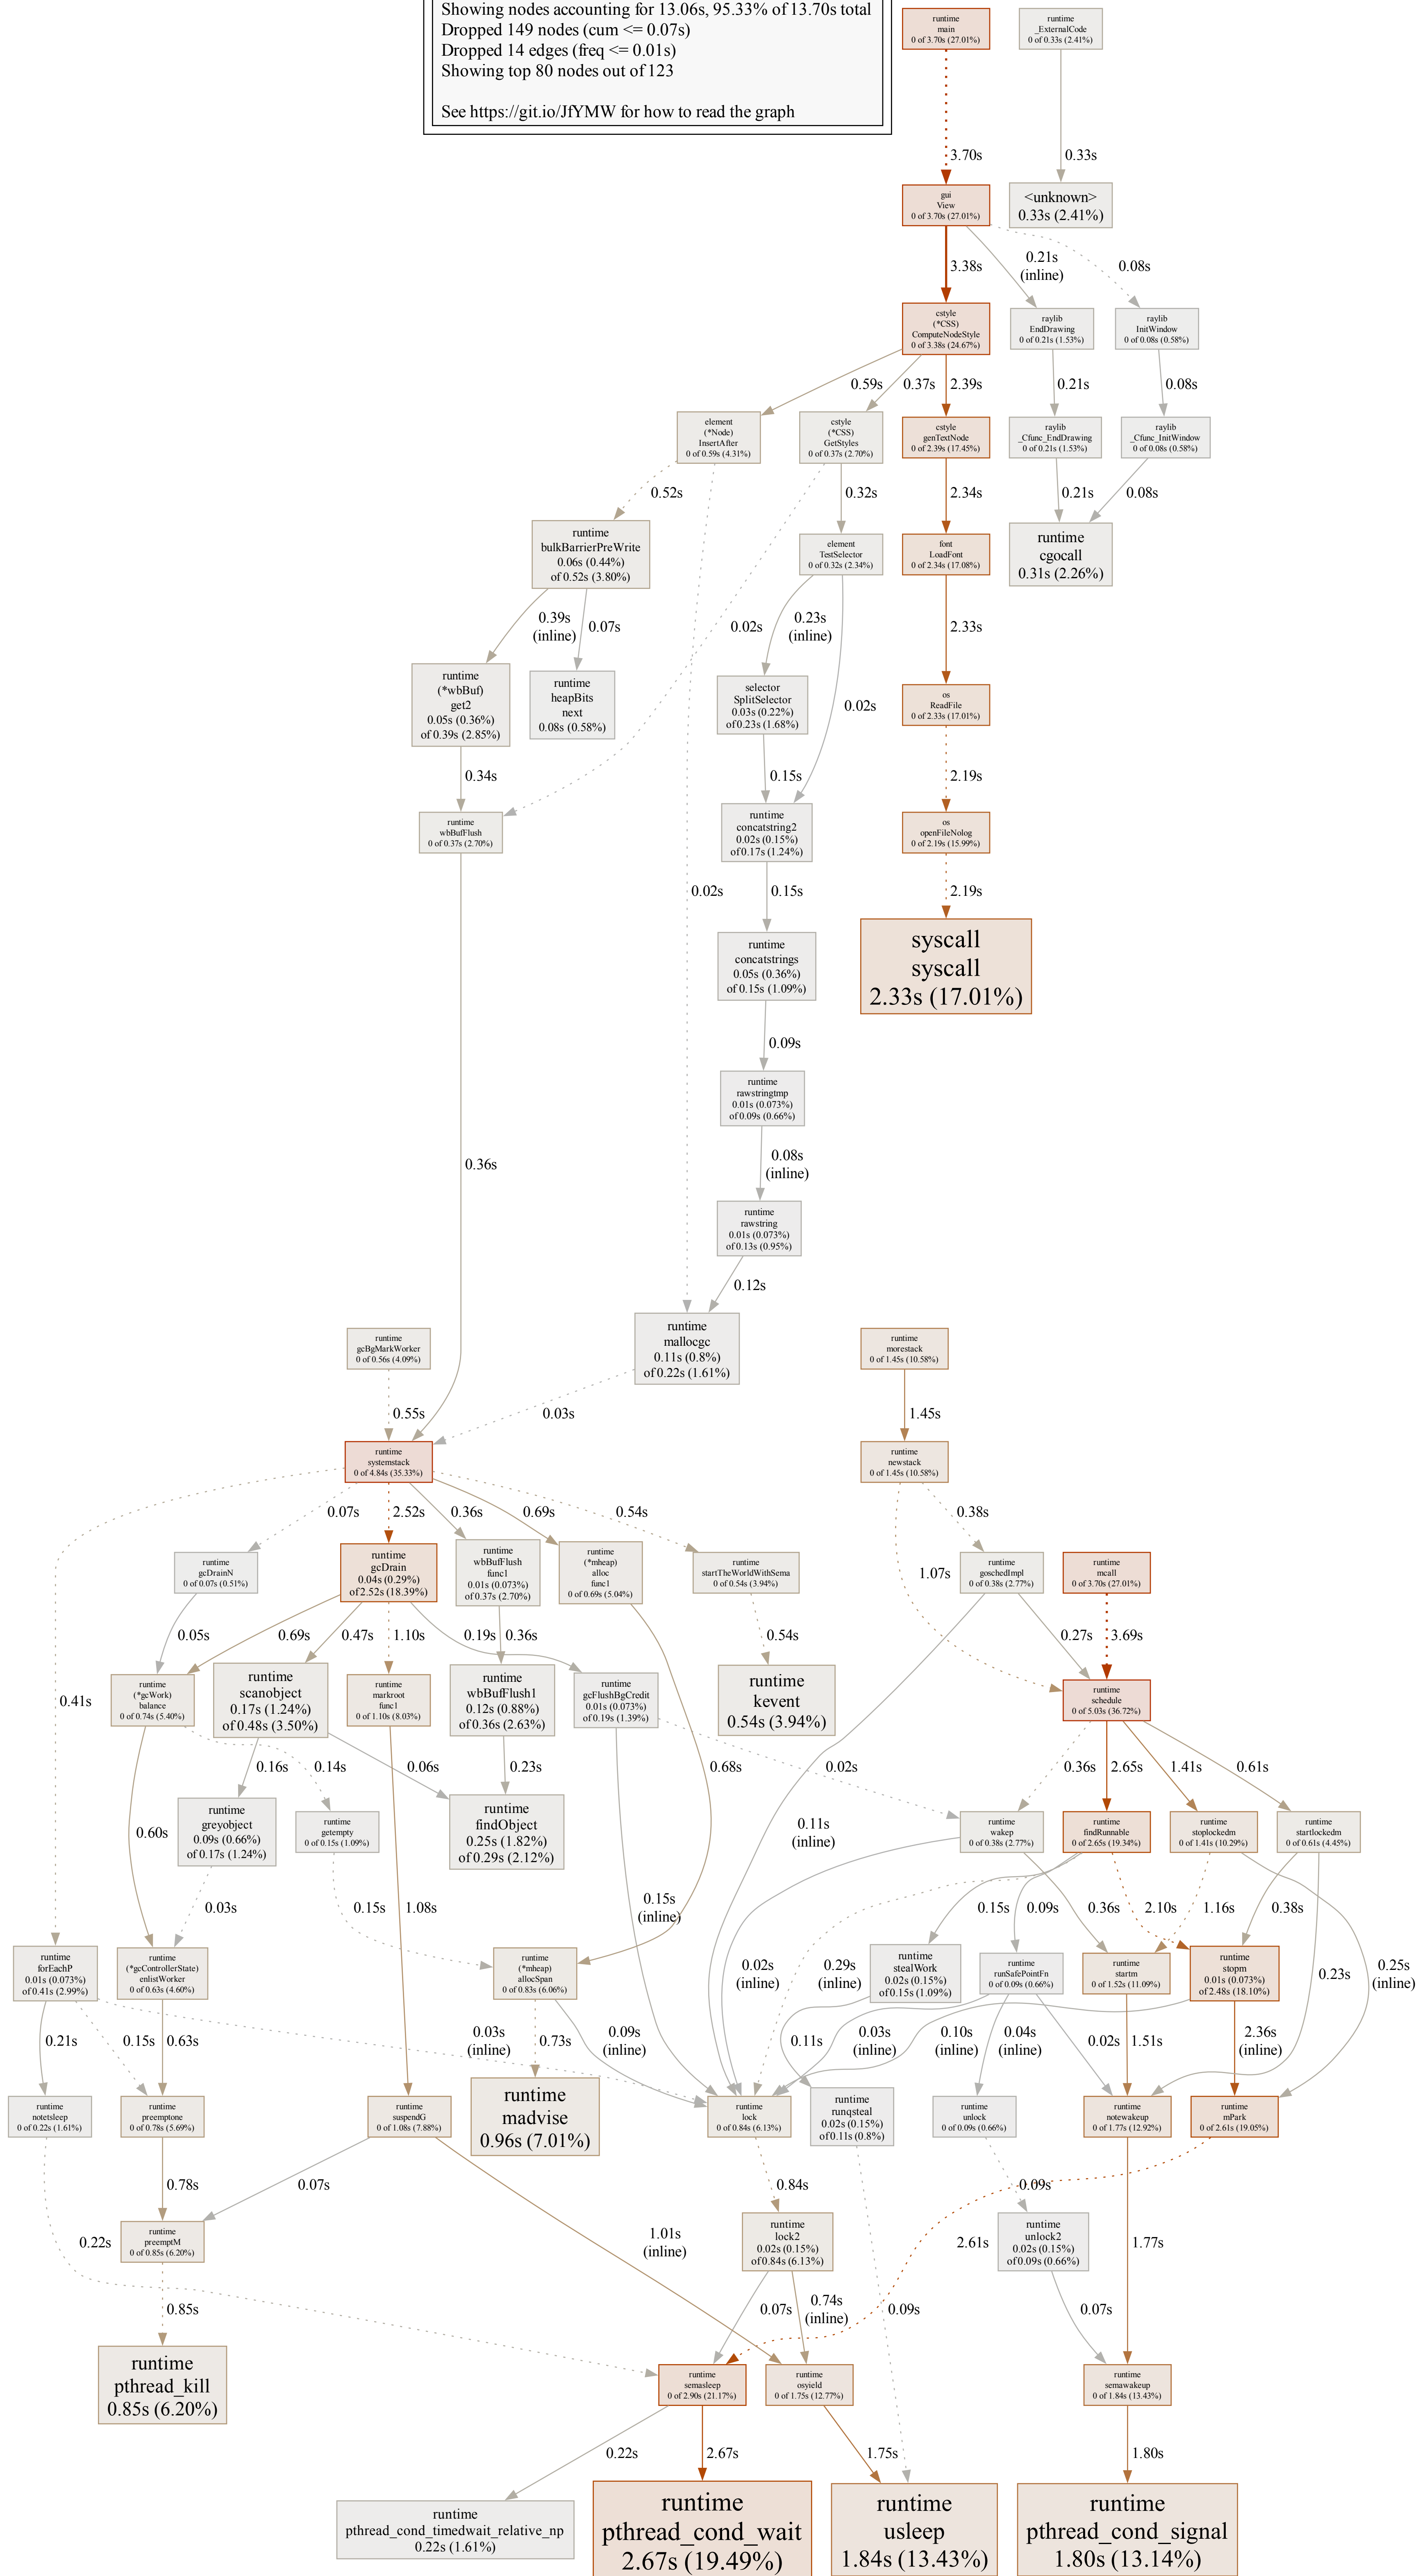 Showing nodes accounting for 13.06s, 95.33% of 13.70s total
Dropped 149 nodes (cum <= 0.07s)
Dropped 14 edges (freq <= 0.01s)
Showing top 80 nodes out of 123
See https://git.io/JfYMW for how to read the graph
runtime
main
0 of 3.70s (27.01%)
runtime
_ExternalCode
0 of 0.33s (2.41%)
3.70s
0.33s
gui
View
0 of 3.70s (27.01%)
<unknown>
0.33s (2.41%)
3.38s
0.21s
(inline)
0.08s
cstyle
(*CSS)
ComputeNodeStyle
0 of 3.38s (24.67%)
raylib
EndDrawing
0 of 0.21s (1.53%)
raylib
InitWindow
0 of 0.08s (0.58%)
0.59s
0.37s
2.39s
0.21s
0.08s
element
(*Node)
InsertAfter
0 of 0.59s (4.31%)
cstyle
(*CSS)
GetStyles
0 of 0.37s (2.70%)
cstyle
genTextNode
0 of 2.39s (17.45%)
raylib
_Cfunc_EndDrawing
0 of 0.21s (1.53%)
raylib
_Cfunc_InitWindow
0 of 0.08s (0.58%)
0.52s
0.32s
2.34s
0.21s
0.08s
runtime
bulkBarrierPreWrite
0.06s (0.44%)
of 0.52s (3.80%)
element
TestSelector
0 of 0.32s (2.34%)
font
LoadFont
0 of 2.34s (17.08%)
runtime
cgocall
0.31s (2.26%)
0.39s
(inline)
0.07s
0.02s
0.23s
(inline)
2.33s
runtime
(*wbBuf)
get2
0.05s (0.36%)
of 0.39s (2.85%)
runtime
heapBits
next
0.08s (0.58%)
selector
SplitSelector
0.03s (0.22%)
of 0.23s (1.68%)
0.02s
os
ReadFile
0 of 2.33s (17.01%)
0.34s
0.15s
2.19s
runtime
wbBufFlush
0 of 0.37s (2.70%)
runtime
concatstring2
0.02s (0.15%)
of 0.17s (1.24%)
os
openFileNolog
0 of 2.19s (15.99%)
0.02s
0.15s
2.19s
runtime
concatstrings
0.05s (0.36%)
of 0.15s (1.09%)
syscall
syscall
2.33s (17.01%)
0.09s
runtime
rawstringtmp
0.01s (0.073%)
of 0.09s (0.66%)
0.36s
0.08s
(inline)
runtime
rawstring
0.01s (0.073%)
of 0.13s (0.95%)
0.12s
runtime
gcBgMarkWorker
0 of 0.56s (4.09%)
runtime
mallocgc
0.11s (0.8%)
of 0.22s (1.61%)
runtime
morestack
0 of 1.45s (10.58%)
0.55s
0.03s
1.45s
runtime
systemstack
0 of 4.84s (35.33%)
runtime
newstack
0 of 1.45s (10.58%)
0.07s
2.52s
0.36s
0.69s
0.54s
0.38s
runtime
gcDrainN
0 of 0.07s (0.51%)
runtime
gcDrain
0.04s (0.29%)
of 2.52s (18.39%)
runtime
wbBufFlush
func1
0.01s (0.073%)
of 0.37s (2.70%)
runtime
(*mheap)
alloc
func1
0 of 0.69s (5.04%)
runtime
startTheWorldWithSema
0 of 0.54s (3.94%)
1.07s
runtime
goschedImpl
0 of 0.38s (2.77%)
runtime
mcall
0 of 3.70s (27.01%)
0.05s
0.69s
0.47s
1.10s
0.19s
0.36s
0.54s
0.27s
3.69s
0.41s
runtime
(*gcWork)
balance
0 of 0.74s (5.40%)
runtime
scanobject
0.17s (1.24%)
of 0.48s (3.50%)
runtime
markroot
func1
0 of 1.10s (8.03%)
runtime
wbBufFlush1
0.12s (0.88%)
of 0.36s (2.63%)
runtime
gcFlushBgCredit
0.01s (0.073%)
of 0.19s (1.39%)
runtime
kevent
0.54s (3.94%)
runtime
schedule
0 of 5.03s (36.72%)
0.16s
0.14s
0.06s
0.23s
0.68s
0.02s
0.36s
2.65s
1.41s
0.61s
0.60s
runtime
greyobject
0.09s (0.66%)
of 0.17s (1.24%)
runtime
getempty
0 of 0.15s (1.09%)
runtime
findObject
0.25s (1.82%)
of 0.29s (2.12%)
0.11s
(inline)
runtime
wakep
0 of 0.38s (2.77%)
runtime
findRunnable
0 of 2.65s (19.34%)
runtime
stoplockedm
0 of 1.41s (10.29%)
runtime
startlockedm
0 of 0.61s (4.45%)
0.03s
0.15s
1.08s
0.15s
(inline)
0.15s
0.09s
0.36s
2.10s
1.16s
0.38s
runtime
forEachP
0.01s (0.073%)
of 0.41s (2.99%)
runtime
(*gcControllerState)
enlistWorker
0 of 0.63s (4.60%)
runtime
(*mheap)
allocSpan
0 of 0.83s (6.06%)
0.02s
(inline)
0.29s
(inline)
runtime
stealWork
0.02s (0.15%)
of 0.15s (1.09%)
runtime
runSafePointFn
0 of 0.09s (0.66%)
runtime
startm
0 of 1.52s (11.09%)
runtime
stopm
0.01s (0.073%)
of 2.48s (18.10%)
0.23s
0.25s
(inline)
0.21s
0.15s
0.63s
0.03s
(inline)
0.73s
0.09s
(inline)
0.11s
0.03s
(inline)
0.10s
(inline)
0.04s
(inline)
0.02s
1.51s
2.36s
(inline)
runtime
notetsleep
0 of 0.22s (1.61%)
runtime
preemptone
0 of 0.78s (5.69%)
runtime
suspendG
0 of 1.08s (7.88%)
runtime
madvise
0.96s (7.01%)
runtime
lock
0 of 0.84s (6.13%)
runtime
runqsteal
0.02s (0.15%)
of 0.11s (0.8%)
runtime
unlock
0 of 0.09s (0.66%)
runtime
notewakeup
0 of 1.77s (12.92%)
runtime
mPark
0 of 2.61s (19.05%)
0.78s
0.07s
0.84s
0.09s
0.22s
runtime
preemptM
0 of 0.85s (6.20%)
1.01s
(inline)
runtime
lock2
0.02s (0.15%)
of 0.84s (6.13%)
2.61s
runtime
unlock2
0.02s (0.15%)
of 0.09s (0.66%)
1.77s
0.85s
0.07s
0.74s
(inline)
0.09s
0.07s
runtime
pthread_kill
0.85s (6.20%)
runtime
semasleep
0 of 2.90s (21.17%)
runtime
osyield
0 of 1.75s (12.77%)
runtime
semawakeup
0 of 1.84s (13.43%)
0.22s
2.67s
1.75s
1.80s
runtime
pthread_cond_timedwait_relative_np
0.22s (1.61%)
runtime
pthread_cond_wait
2.67s (19.49%)
runtime
usleep
1.84s (13.43%)
runtime
pthread_cond_signal
1.80s (13.14%)